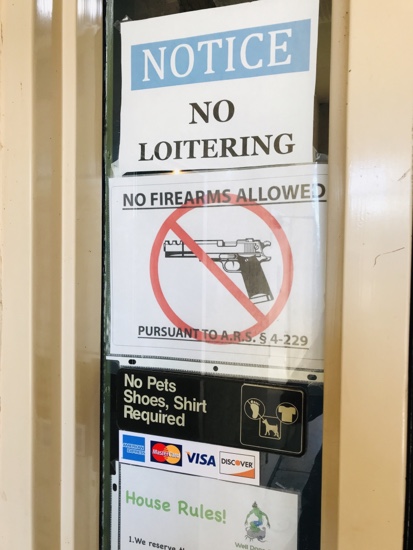 NOTICE
NO
LOITERING
NO FIREARMS ALLOWED
PURSUANT TO A.R.S. § 4-229
No Pets
Shoes, Shirt
Required
AMERICAN EXPRESS
MasterCard
VISA
DISCOVER
House Rules!
1.We reserve the